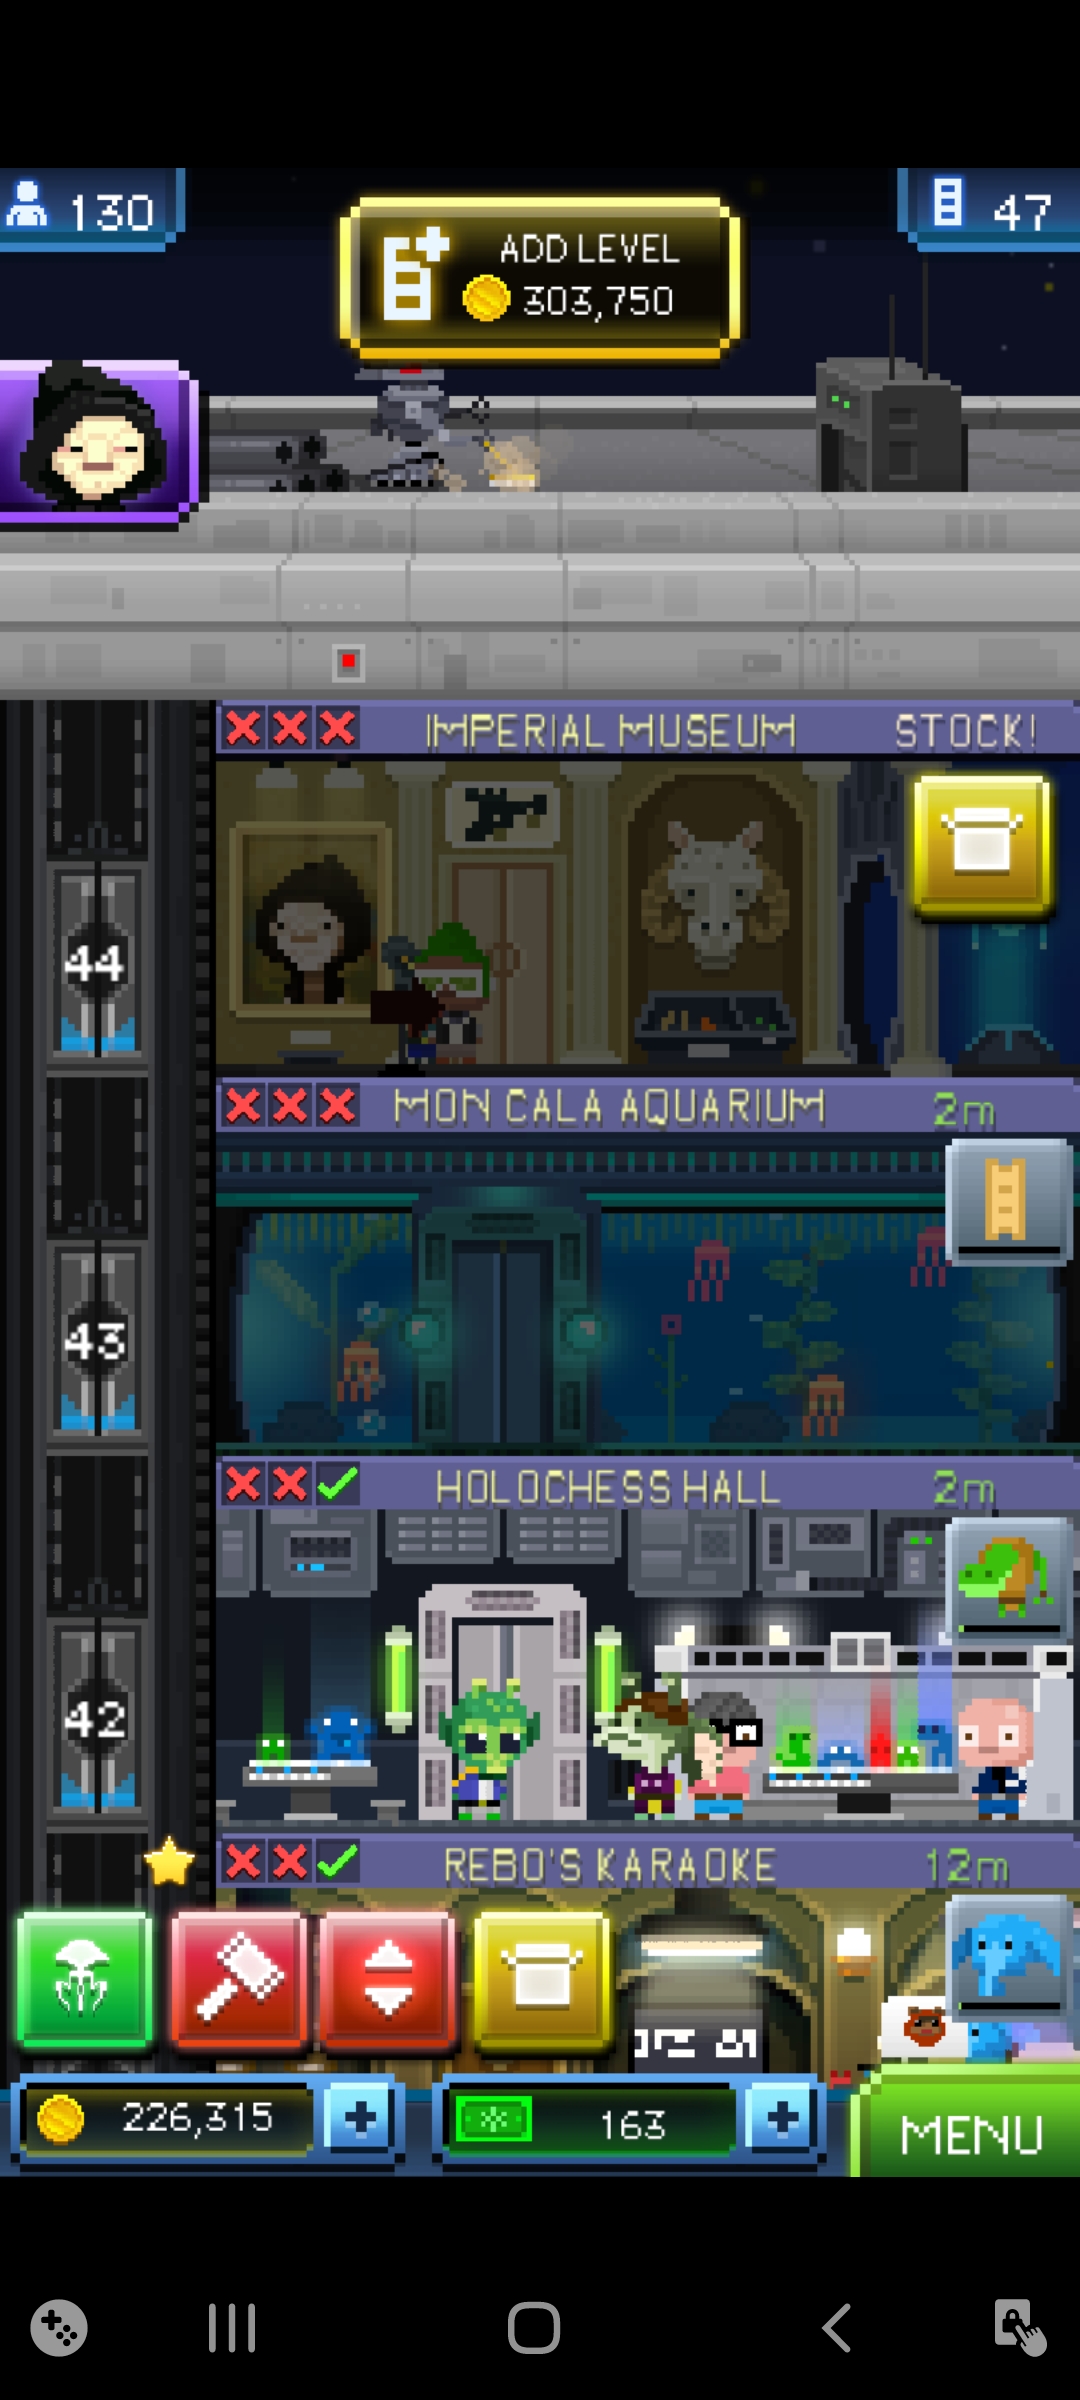 130
ADD LEVEL
303,750
47
IMPERIAL MUSEUM STOCK!
44
MON CALA AQUARIUM 2m
43
HOLOCHESS HALL 2m
42
REBO'S KARAOKE 12m
226,315
163
MENU